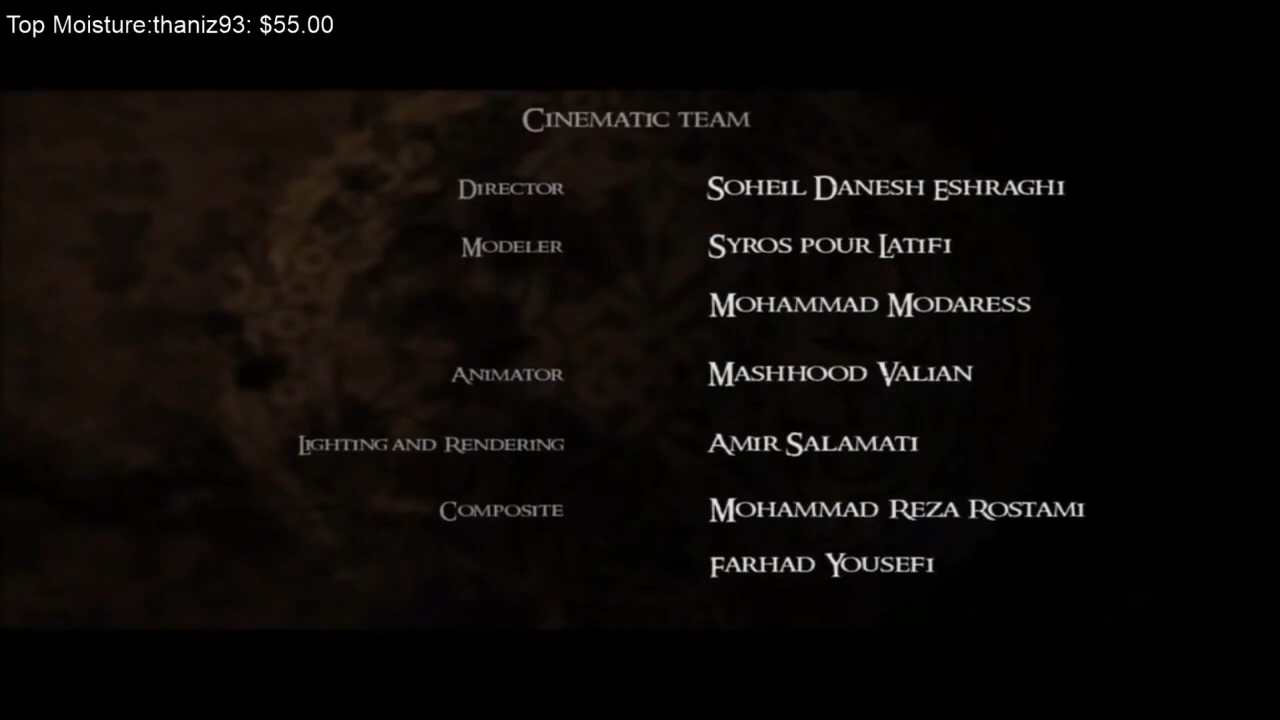 Top Moisture:thaniz93: $55.00
Cinematic team
Director Soheil Danesh Eshraghi
Modeler Syros pour Latifi
Mohammad Modaress
Animator Mashhood Valian
Lighting and Rendering Amir Salamati
Composite Mohammad Reza Rostami
Farhad Yousefi